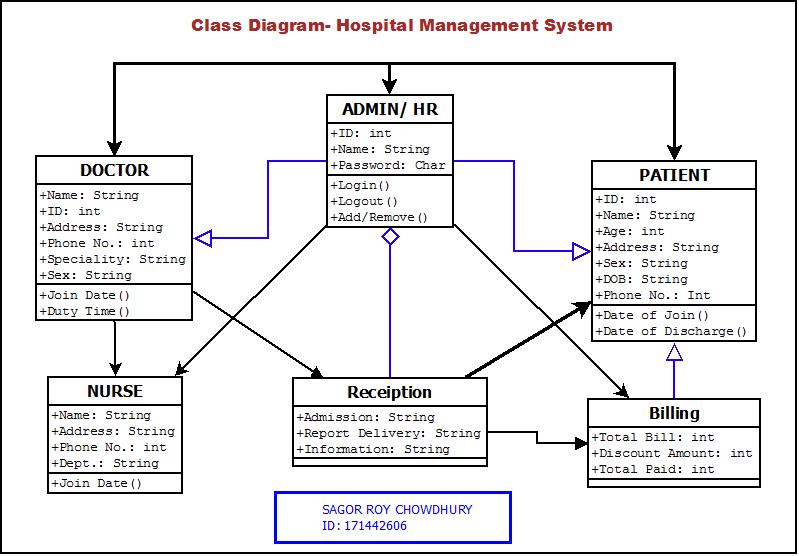 Class Diagram- Hospital Management System
ADMIN/ HR
+ID: int
+Name: String
+Password: Char
+Login()
+Logout()
+Add/Remove()
DOCTOR
+Name: String
+ID: int
+Address: String
+Phone No.: int
+Speciality: String
+Sex: String
+Join Date()
+Duty Time()
PATIENT
+ID: int
+Name: String
+Age: int
+Address: String
+Sex: String
+DOB: String
+Phone No.: Int
+Date of Join()
+Date of Discharge()
NURSE
+Name: String
+Address: String
+Phone No.: int
+Dept.: String
+Join Date()
Receiption
+Admission: String
+Report Delivery: String
+Information: String
Billing
+Total Bill: int
+Discount Amount: int
+Total Paid: int
SAGOR ROY CHOWDHURY
ID: 171442606